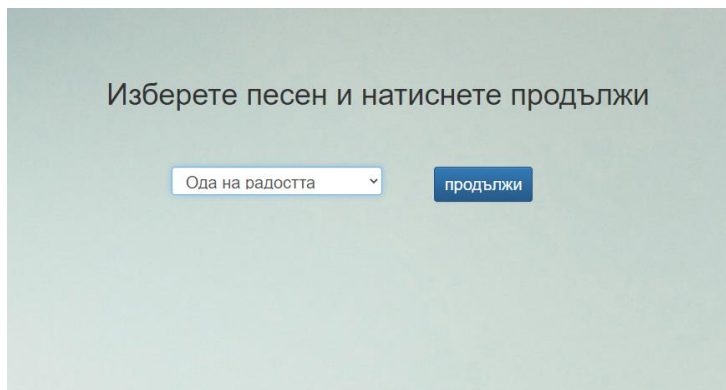 Изберете песен и натиснете продължи
Ода на радостта
продължи